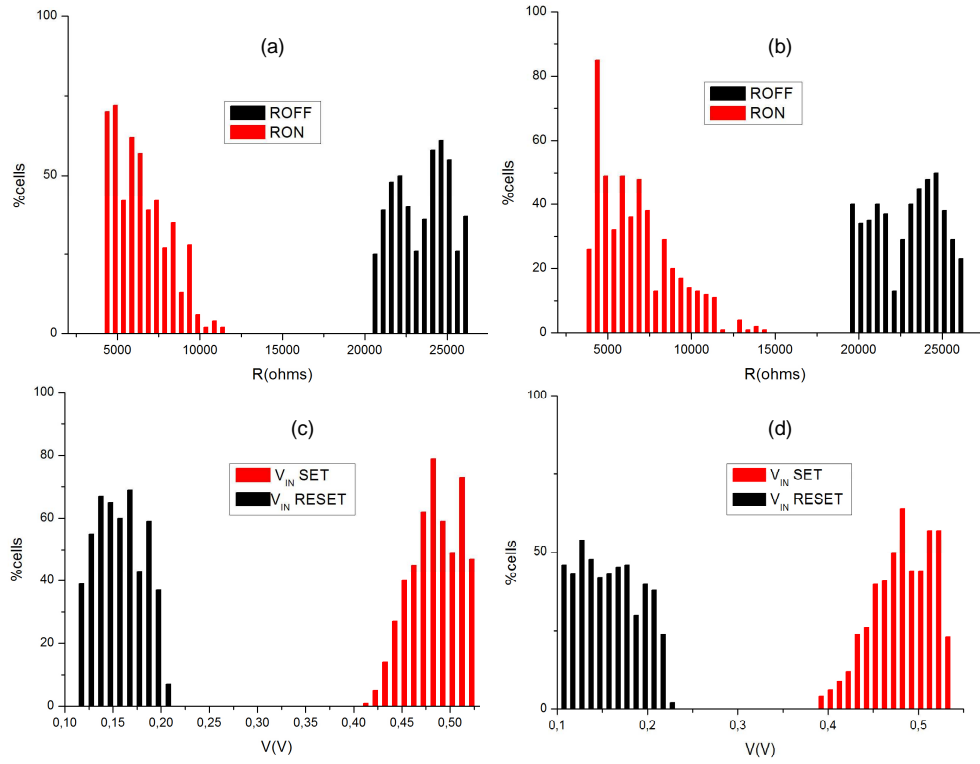 (a)
100
50
0
%cells
ROFF
RON
5000 10000 15000 20000 25000
R(ohms)
(b)
100
80
60
40
20
0
%cells
ROFF
RON
5000 10000 15000 20000 25000
R(ohms)
(c)
100
80
60
40
20
0
%cells
VIN SET
VIN RESET
0,10 0,15 0,20 0,25 0,30 0,35 0,40 0,45 0,50
V(V)
(d)
100
50
0
%cells
VIN SET
VIN RESET
0,1 0,2 0,3 0,4 0,5
V(V)